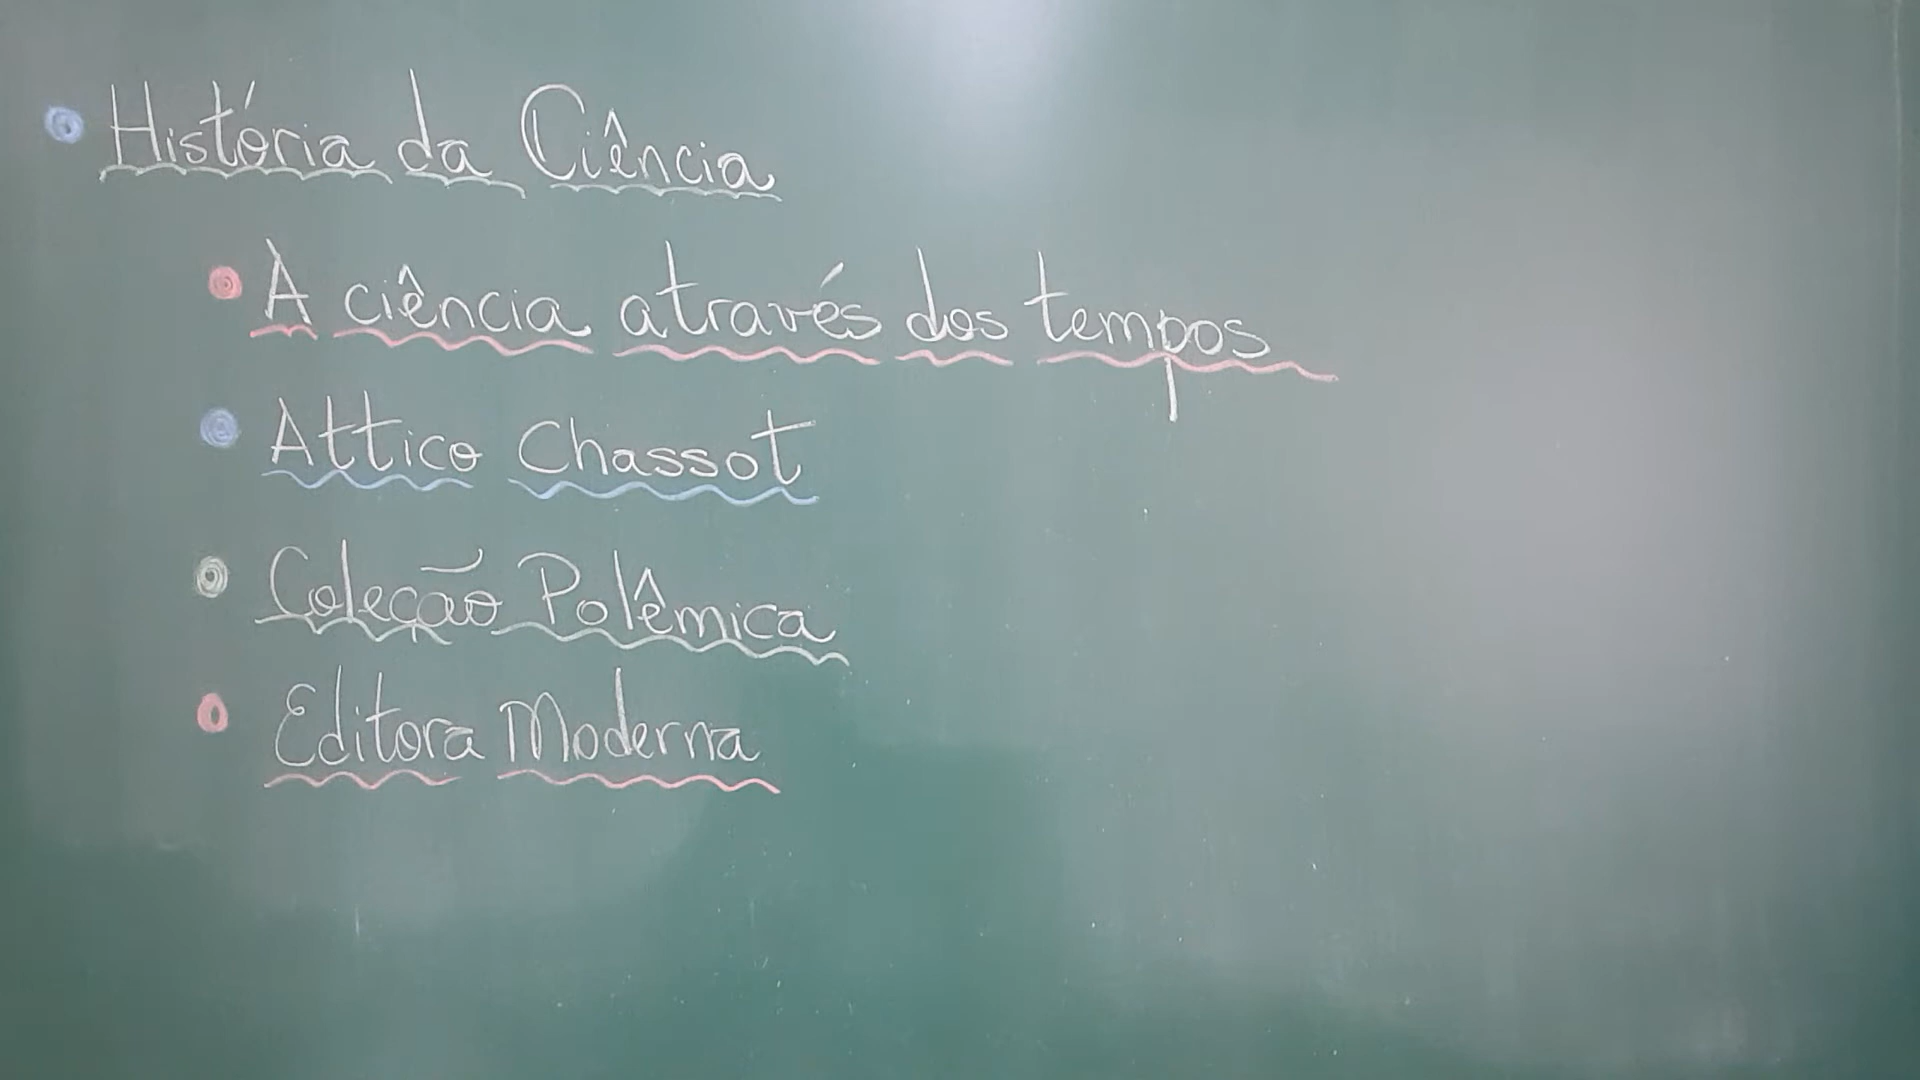 História da Ciência
A ciência através dos tempos
Attico Chassot
Coleção Polêmica
Editora Moderna